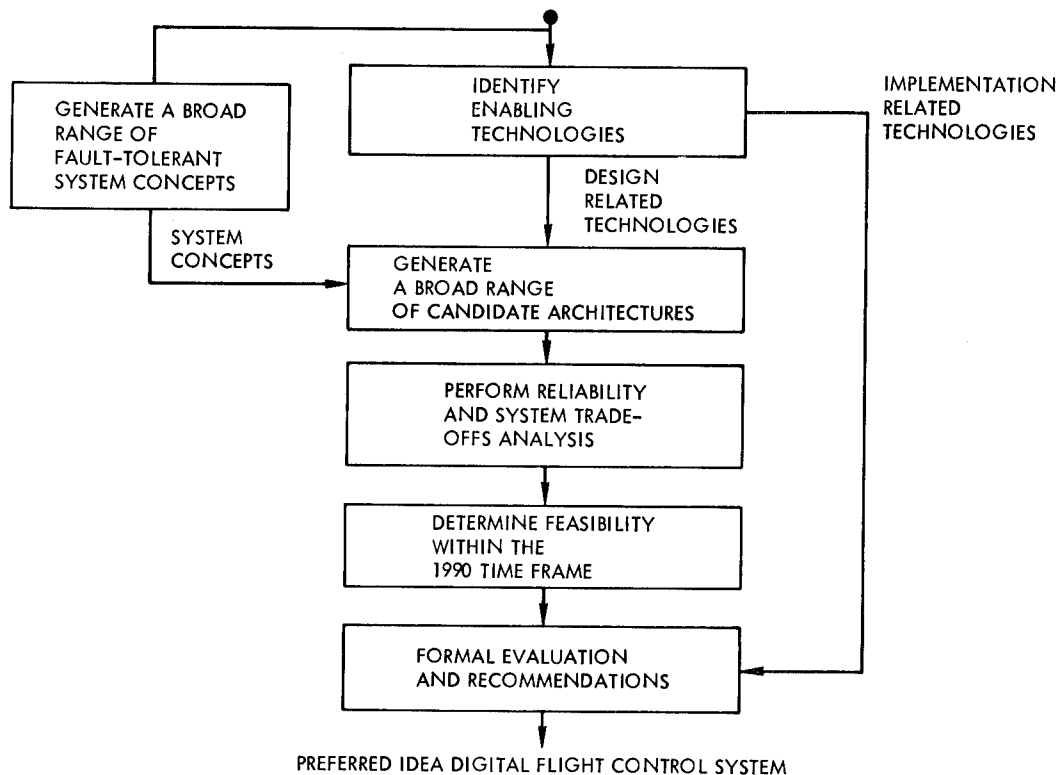 IDENTIFY
ENABLING
TECHNOLOGIES
IMPLEMENTATION
RELATED
TECHNOLOGIES
GENERATE A BROAD
RANGE OF
FAULT-TOLERANT
SYSTEM CONCEPTS
DESIGN
RELATED
TECHNOLOGIES
SYSTEM
CONCEPTS
GENERATE
A BROAD RANGE
OF CANDIDATE ARCHITECTURES
PERFORM RELIABILITY
AND SYSTEM TRADE-
OFFS ANALYSIS
DETERMINE FEASIBILITY
WITHIN THE
1990 TIME FRAME
FORMAL EVALUATION
AND RECOMMENDATIONS
PREFERRED IDEA DIGITAL FLIGHT CONTROL SYSTEM